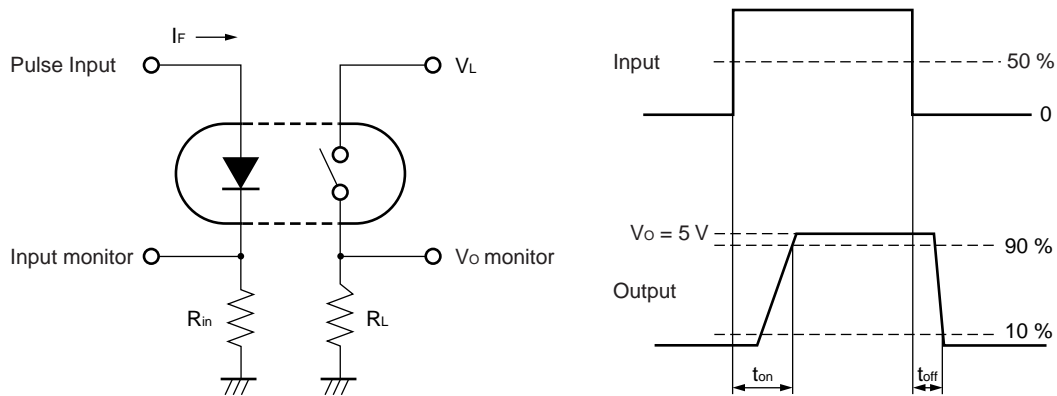 IF
Pulse Input
VL
Input monitor
VO monitor
Rin
RL
Input
50 %
0
VO = 5 V
90 %
Output
10 %
ton
toff